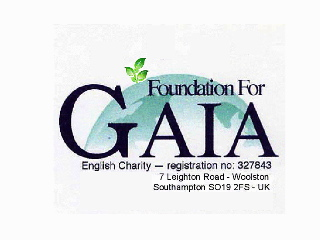 Foundation For
GAIA
English Charity — registration no: 327843
7 Leighton Road - Woolston
Southampton SO19 2FS - UK